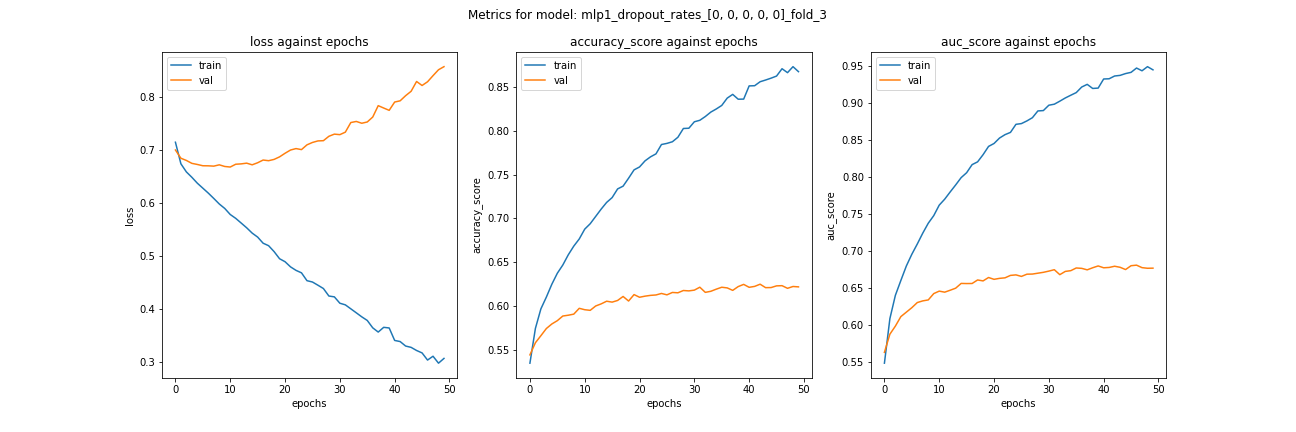 Metrics for model: mlp1_dropout_rates_[0, 0, 0, 0, 0]_fold_3
loss against epochs
train
val
0.8
0.7
0.6
0.5
0.4
0.3
loss
0 10 20 30 40 50
epochs
accuracy_score against epochs
train
val
0.85
0.80
0.75
0.70
0.65
0.60
0.55
accuracy_score
0 10 20 30 40 50
epochs
auc_score against epochs
train
val
0.95
0.90
0.85
0.80
0.75
0.70
0.65
0.60
0.55
auc_score
0 10 20 30 40 50
epochs